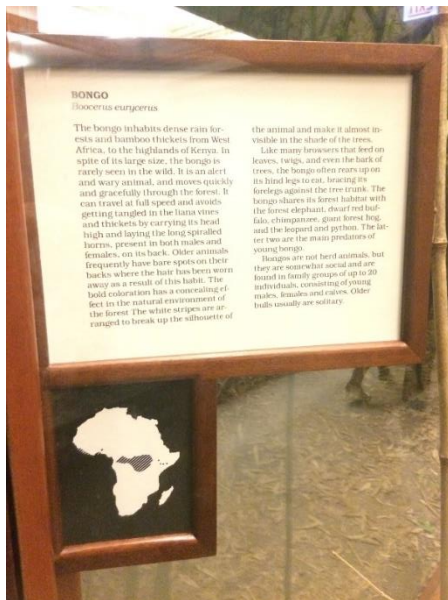 BONGO
Boocerus eurycerus
The bongo inhabits dense rain for-
ests and bamboo thickets from West
Africa, to the highlands of Kenya. In
spite of its large size, the bongo is
rarely seen in the wild. It is an alert
and wary animal, and moves quickly
and gracefully through the forest. It
can travel at full speed and avoids
getting tangled in the liana vines
and thickets by carrying its head
high and laying the long spiralled
horns, present in both males and
females, on its back. Older animals
frequently have bare spots on their
backs where the hair has been worn
away as a result of this habit. The
bold coloration has a concealing ef-
fect in the natural environment of
the forest The white stripes are ar-
ranged to break up the silhouette of
the animal and make it almost in-
visible in the shade of the trees.
Like many browsers that feed on
leaves, twigs, and even the bark of
trees, the bongo often rears up on
its hind legs to eat, bracing its
forelegs against the tree trunk. The
bongo shares its forest habitat with
the forest elephant, dwarf red buf-
falo, chimpanzee, giant forest hog,
and the leopard and python. The lat-
ter two are the main predators of
young bongo.
Bongos are not herd animals, but
they are somewhat social and are
found in family groups of up to 20
individuals, consisting of young
males, females and calves. Older
bulls usually are solitary.